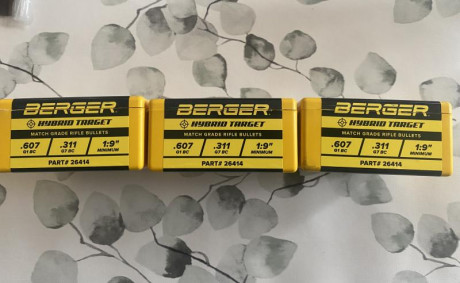 BERGER
HYBRID TARGET
MATCH GRADE RIFLE BULLETS
.607 .311 1:9"
G1 BC G7 BC MINIMUM
PART# 26414
BERGER
HYBRID TARGET
MATCH GRADE RIFLE BULLETS
.607 .311 1:9"
G1 BC G7 BC MINIMUM
PART# 26414
BERGER
HYBRID TARGET
MATCH GRADE RIFLE BULLETS
.607 .311 1:9"
G1 BC G7 BC MINIMUM
PART# 26414